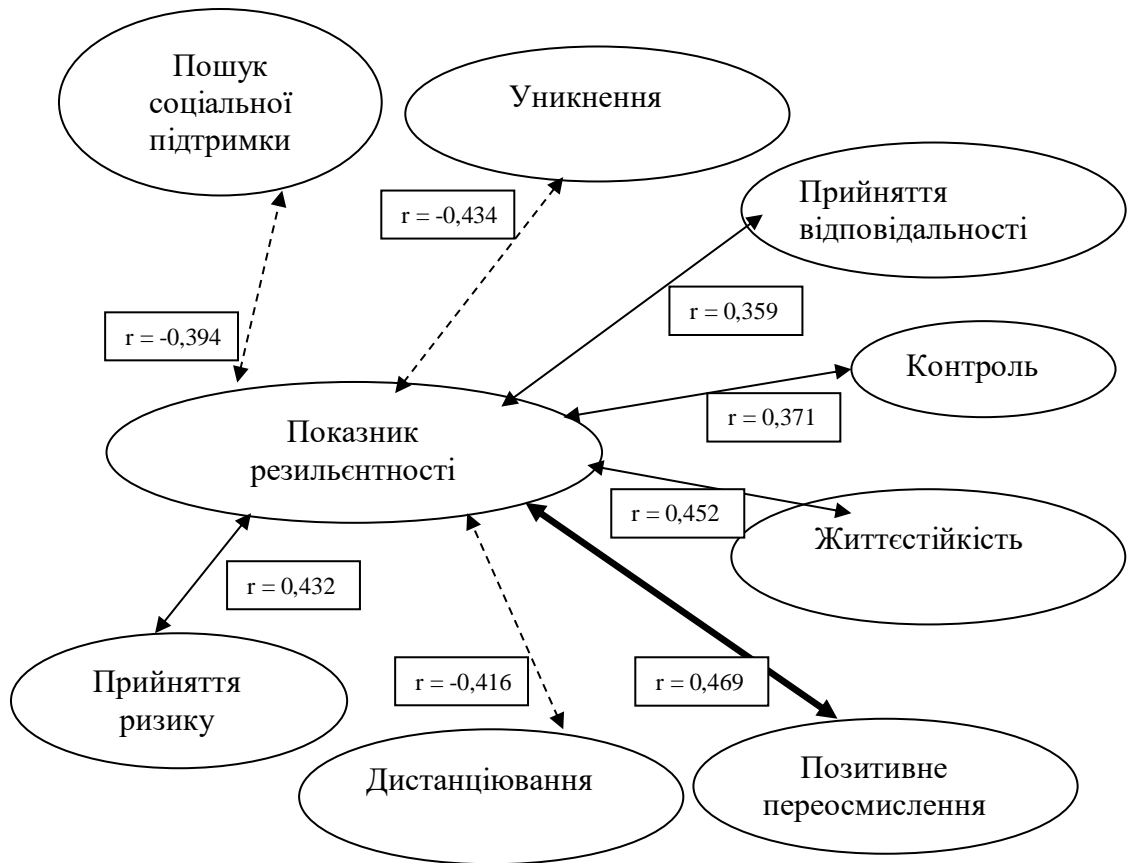 Пошук
соціальної
підтримки
Уникнення
r = -0,434
Прийняття
відповідальності
r = -0,394
r = 0,359
Контроль
r = 0,371
Показник
резильєнтності
r = 0,452
Життєстійкість
r = 0,432
Прийняття
ризику
r = -0,416
r = 0,469
Дистанціювання
Позитивне
переосмислення